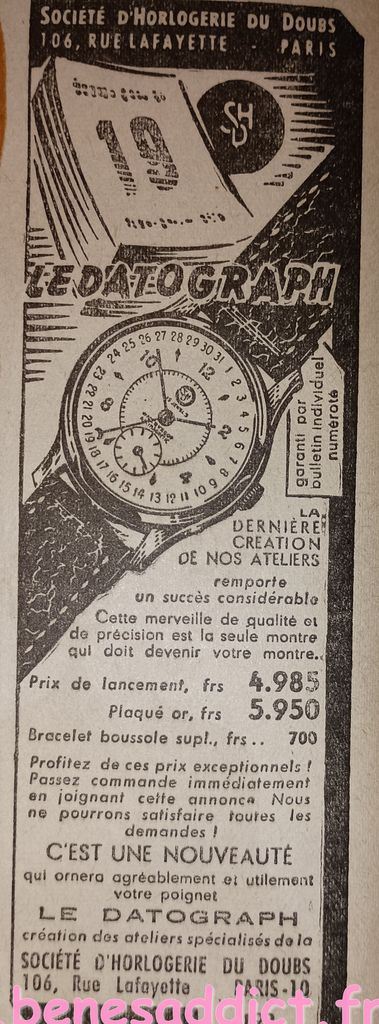 SOCIÉTÉ D'HORLOGERIE DU DOUBS
106, RUE LAFAYETTE - PARIS
19
SHD
LE DATOGRAPH
garanti par
bulletin individuel
numéroté
LA
DERNIÈRE
CREATION
DE NOS ATELIERS
remporte
un succès considérable
Cette merveille de qualité et
de précision est la seule montre
qui doit devenir votre montre..
Prix de lancement, frs 4.985
Plaqué or, frs 5.950
Bracelet boussole supl., frs.. 700
Profitez de ces prix exceptionnels !
Passez commande immédiatement
en joignant cette annonce Nous
ne pourrons satisfaire toutes les
demandes !
C'EST UNE NOUVEAUTÉ
qui ornera agréablement et utilement
votre poignet
LE DATOGRAPH
création des ateliers spécialisés de la
SOCIÉTÉ D'HORLOGERIE DU DOUBS
106, Rue Lafayette PARIS-10
benesaddict.fr